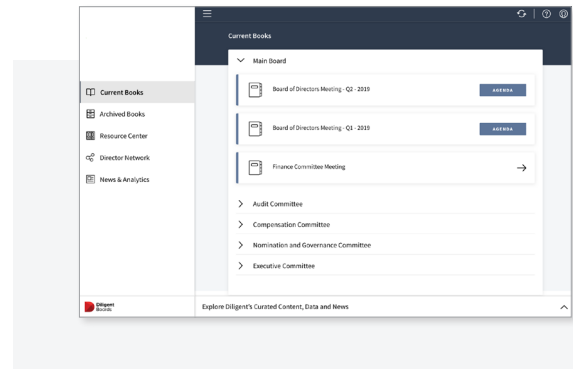 Current Books
Main Board
Board of Directors Meeting - Q2 - 2019
AGENDA
Board of Directors Meeting - Q1 - 2019
AGENDA
Finance Committee Meeting
Audit Committee
Compensation Committee
Nomination and Governance Committee
Executive Committee
Current Books
Archived Books
Resource Center
Director Network
News & Analytics
Diligent
Boards
Explore Diligent's Curated Content, Data and News